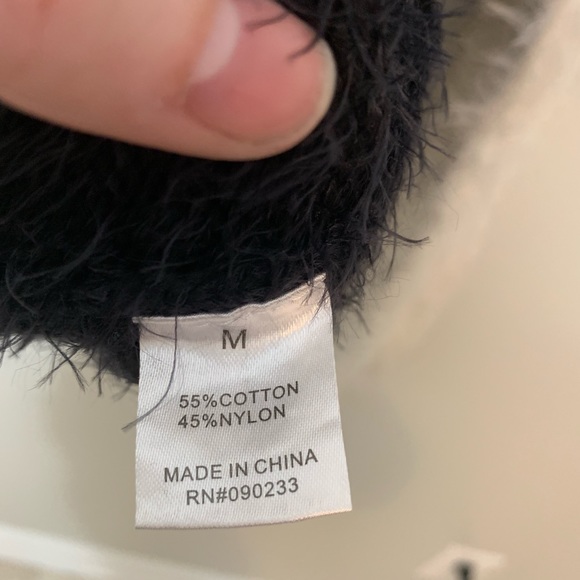 M
55%COTTON
45%NYLON
MADE IN CHINA
RN#090233